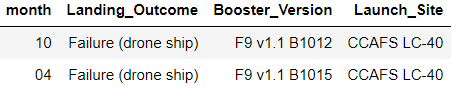 month Landing_Outcome Booster_Version Launch_Site
10 Failure (drone ship) F9 v1.1 B1012 CCAFS LC-40
04 Failure (drone ship) F9 v1.1 B1015 CCAFS LC-40